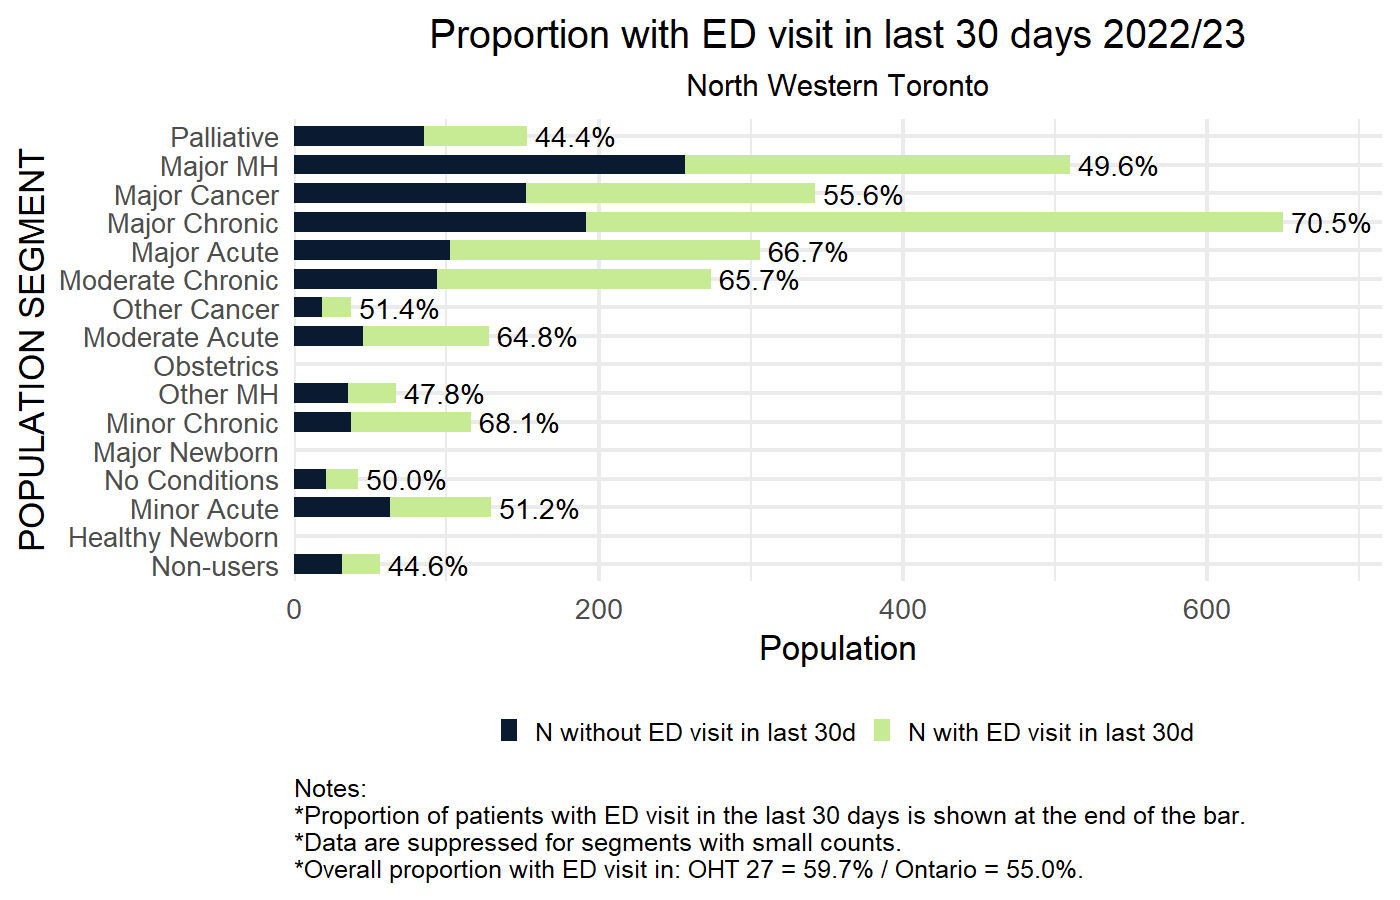 Proportion with ED visit in last 30 days 2022/23
North Western Toronto
POPULATION SEGMENT
Palliative 44.4%
Major MH 49.6%
Major Cancer 55.6%
Major Chronic 70.5%
Major Acute 66.7%
Moderate Chronic 65.7%
Other Cancer 51.4%
Moderate Acute 64.8%
Obstetrics
Other MH 47.8%
Minor Chronic 68.1%
Major Newborn
No Conditions 50.0%
Minor Acute 51.2%
Healthy Newborn
Non-users 44.6%
0 200 400 600
Population
N without ED visit in last 30d N with ED visit in last 30d
Notes:
*Proportion of patients with ED visit in the last 30 days is shown at the end of the bar.
*Data are suppressed for segments with small counts.
*Overall proportion with ED visit in: OHT 27 = 59.7% / Ontario = 55.0%.